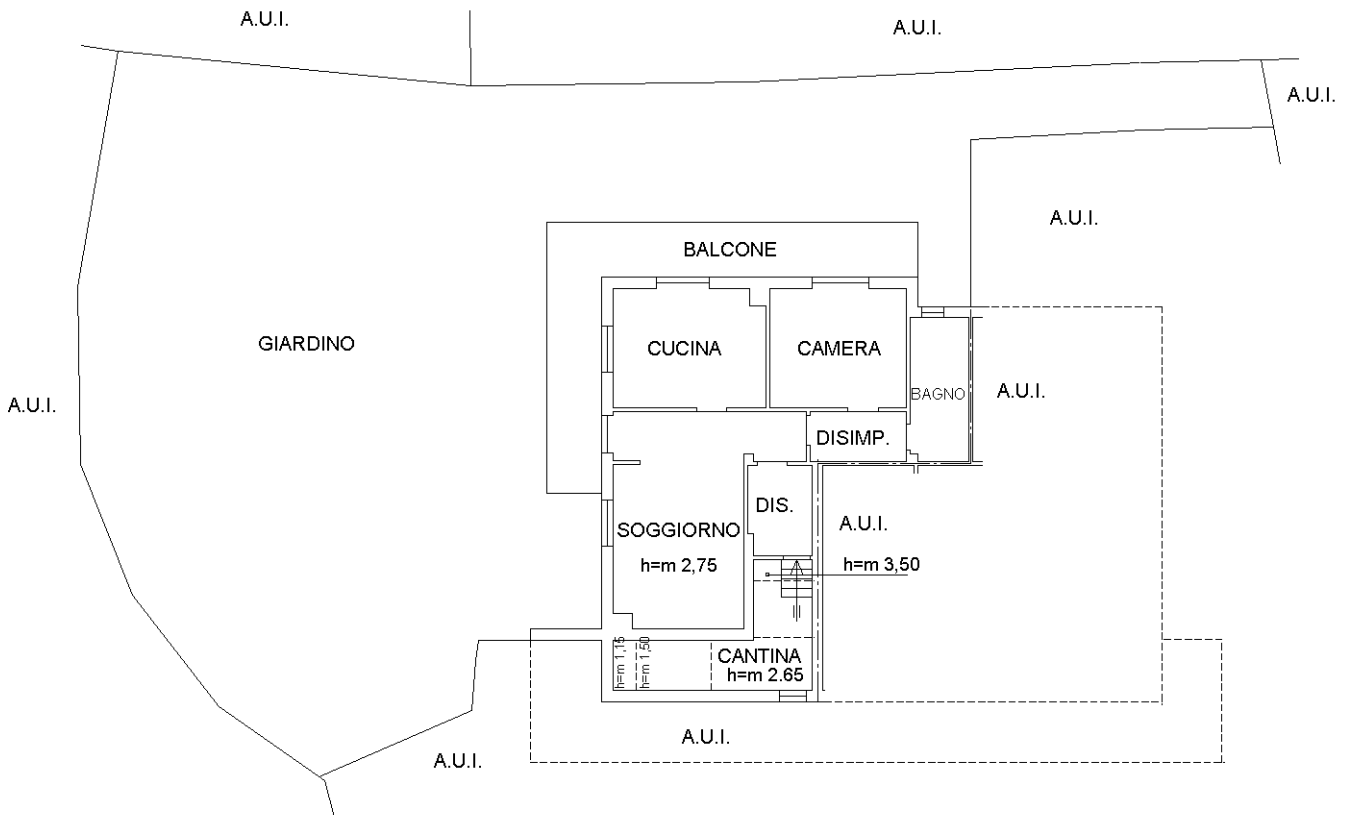 A.U.I.
A.U.I.
A.U.I.
A.U.I.
BALCONE
GIARDINO
CUCINA
CAMERA
A.U.I.
BAGNO
A.U.I.
DISIMP.
DIS.
SOGGIORNO
h=m 2,75
A.U.I.
h=m 3,50
h=m 1,15
h=m 1,50
CANTINA
h=m 2.65
A.U.I.
A.U.I.